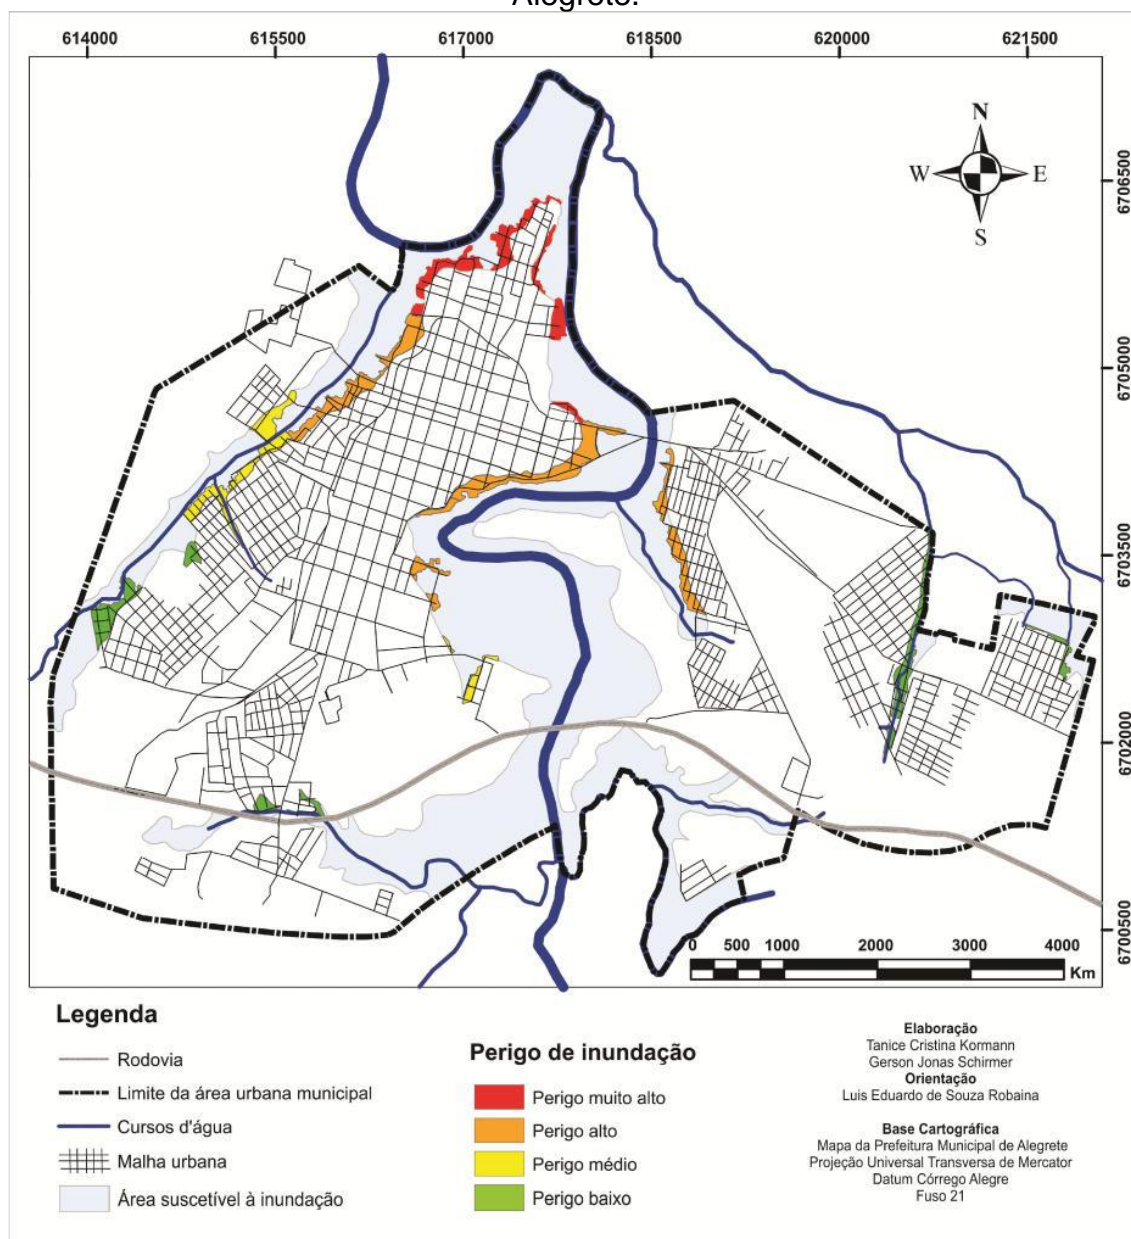 Alegrete.
614000 615500 617000 618500 620000 621500
N
W E
S
6706500
6705000
6703500
6702000
6700500
0 500 1000 2000 3000 4000
Km
Legenda
Rodovia
Limite da área urbana municipal
Cursos d'água
Malha urbana
Área suscetível à inundação
Perigo de inundação
Perigo muito alto
Perigo alto
Perigo médio
Perigo baixo
Elaboração
Tanice Cristina Kormann
Gerson Jonas Schirmer
Orientação
Luis Eduardo de Souza Robaina
Base Cartográfica
Mapa da Prefeitura Municipal de Alegrete
Projeção Universal Transversa de Mercator
Datum Córrego Alegre
Fuso 21